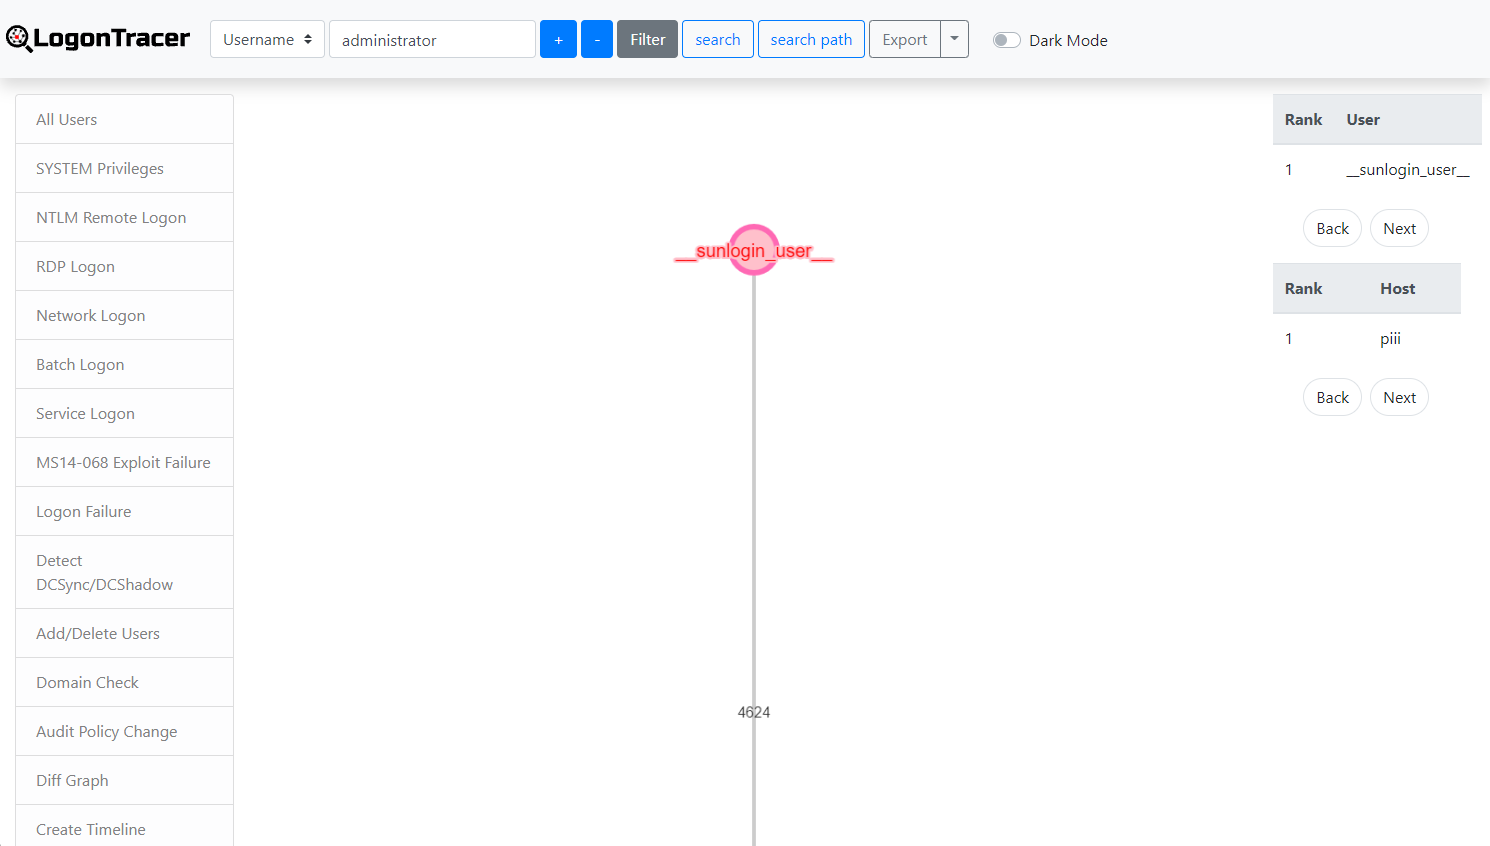 LogonTracer
Username
administrator
+
-
Filter
search
search path
Export
Dark Mode
All Users
SYSTEM Privileges
NTLM Remote Logon
RDP Logon
Network Logon
Batch Logon
Service Logon
MS14-068 Exploit Failure
Logon Failure
Detect
DCSync/DCShadow
Add/Delete Users
Domain Check
Audit Policy Change
Diff Graph
Create Timeline
__sunlogin_user__
4624
Rank User
1 __sunlogin_user__
Back Next
Rank Host
1 piii
Back Next